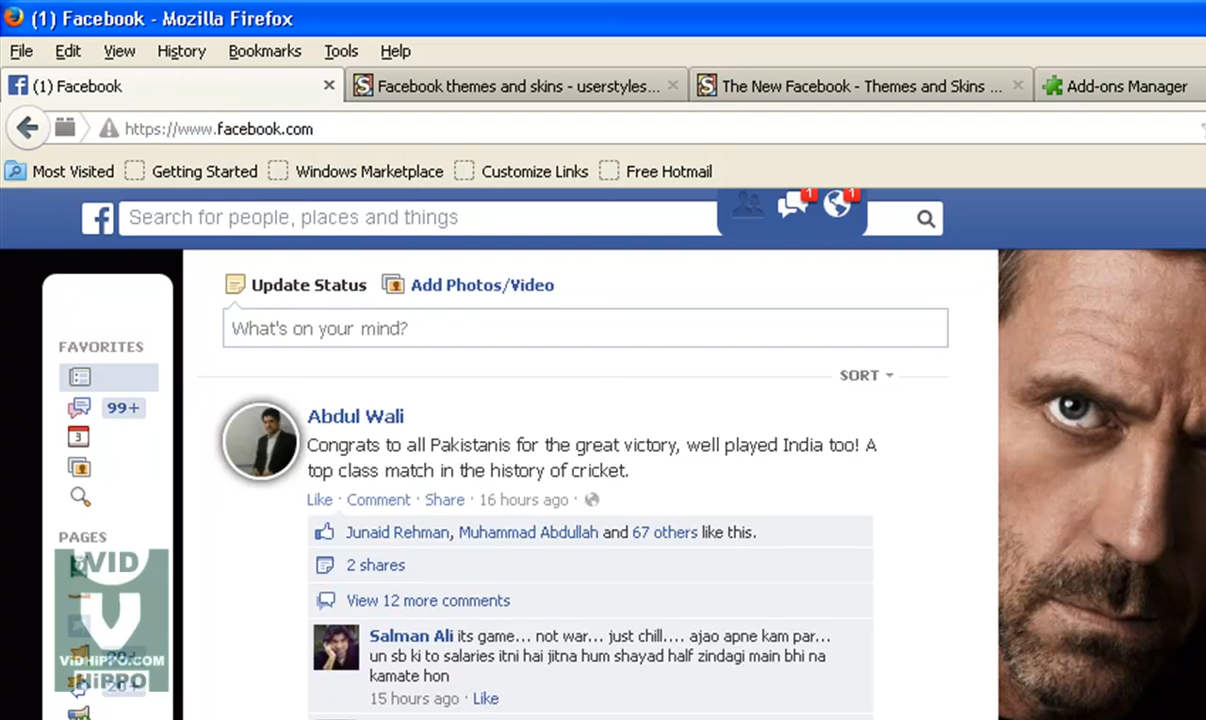 (1) Facebook - Mozilla Firefox
File Edit View History Bookmarks Tools Help
(1) Facebook × Facebook themes and skins - userstyles... × The New Facebook - Themes and Skins ... × Add-ons Manager
https://www.facebook.com
Most Visited Getting Started Windows Marketplace Customize Links Free Hotmail
Search for people, places and things 1 1
Update Status Add Photos/Video
What's on your mind?
SORT
FAVORITES
99+
3
Abdul Wali
Congrats to all Pakistanis for the great victory, well played India too! A
top class match in the history of cricket.
Like · Comment · Share · 16 hours ago ·
Junaid Rehman, Muhammad Abdullah and 67 others like this.
2 shares
View 12 more comments
Salman Ali its game... not war... just chill.... ajao apne kam par...
un sb ki to salaries itni hai jitna hum shayad half zindagi main bhi na
kamate hon
15 hours ago · Like
PAGES
VID
VIDHIPPO.COM
HIPPO
20+